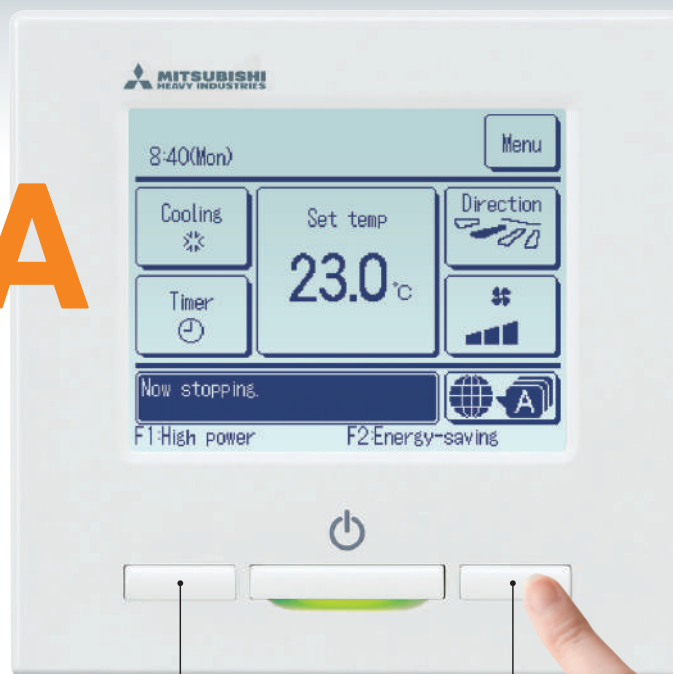 MITSUBISHI
HEAVY INDUSTRIES
8:40(Mon)
Menu
Cooling
Set temp
Direction
23.0 °C
Timer
Now stopping.
A
F1:High power
F2:Energy-saving
A